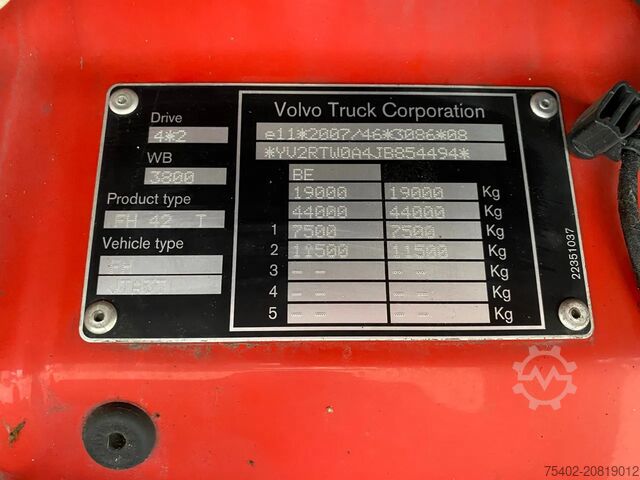 Drive
4*2
WB
3800
Product type
FH 42 T
Vehicle type
Volvo Truck Corporation
e11*2007/46*3086*08
*YV2RTW0A4JB854494*
BE
19000 19000 Kg
44000 44000 Kg
1 7500 7500 Kg
2 11500 11500 Kg
3 -- -- Kg
4 -- -- Kg
5 -- -- Kg
22351037
75402-20819012